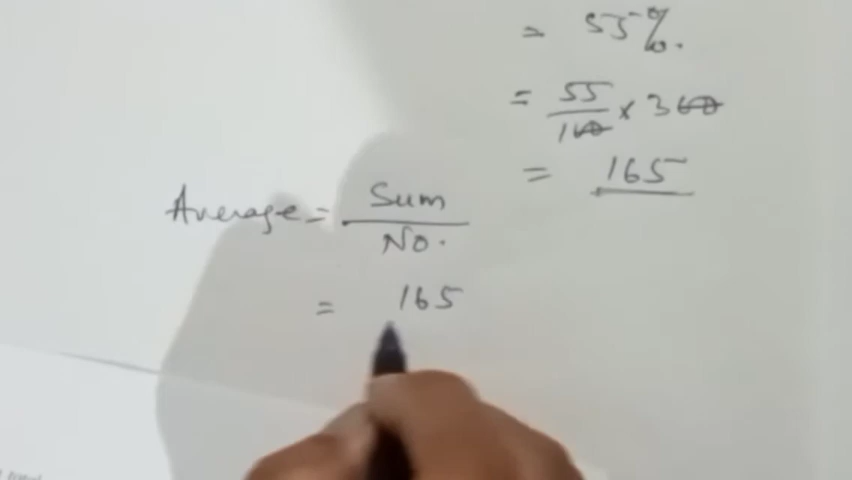 = 55%.
= 55/100 × 300
= 165
Average = Sum/No.
= 165